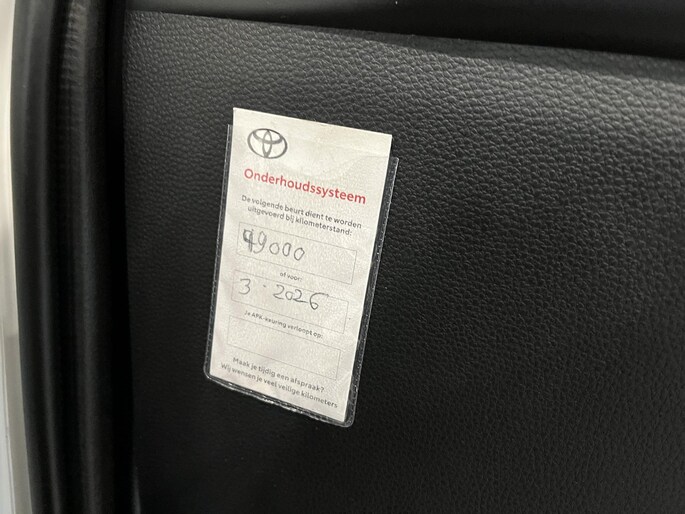 Onderhoudssysteem
De volgende beurt dient te worden
uitgevoerd bij kilometerstand:
49000
of voor:
3-2026
Je APK-keuring verloopt op:
Maak je tijdig een afspraak?
Wij wensen je veel veilige kilometers